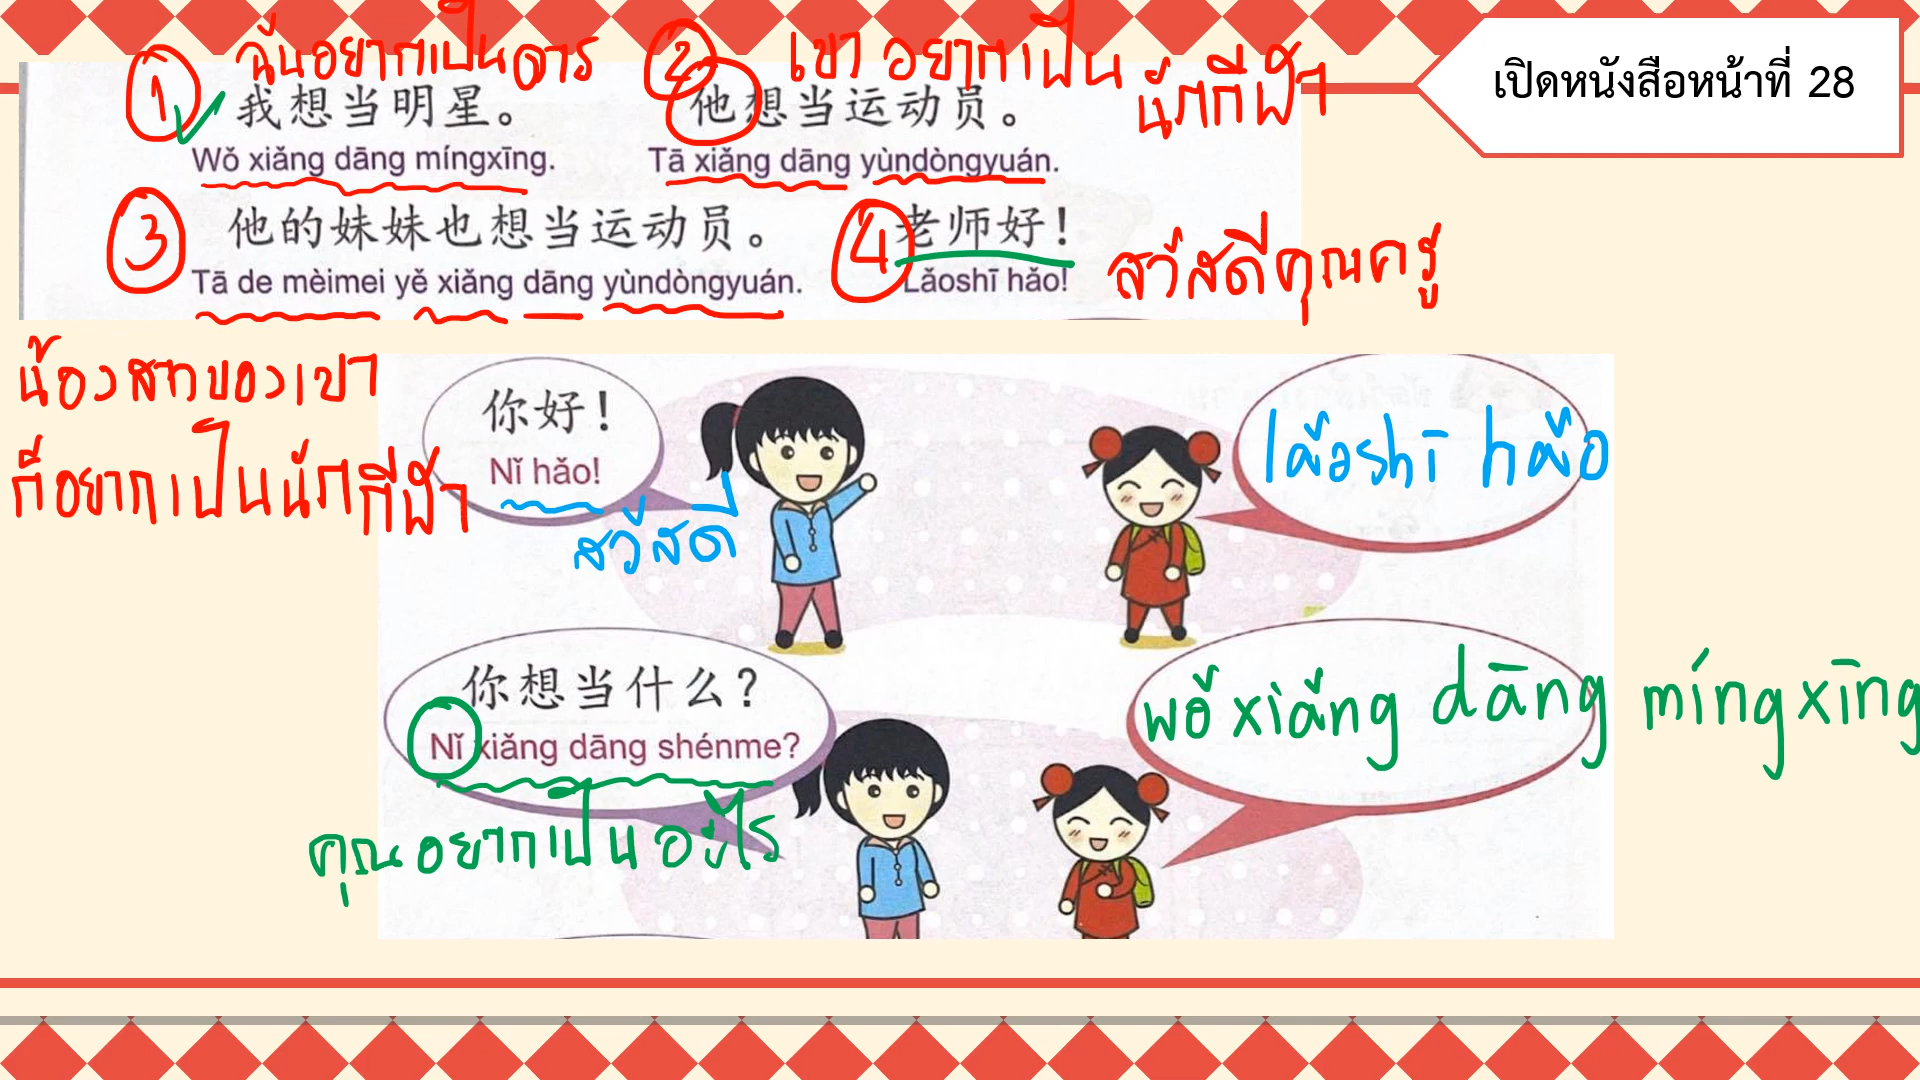 เปิดหนังสือหน้าที่ 28
① ฉันอยากเป็นดารา
② เขาอยากเป็นนักกีฬา
我想当明星。
Wǒ xiǎng dāng míngxīng.
他想当运动员。
Tā xiǎng dāng yùndòngyuán.
③ 他的妹妹也想当运动员。
Tā de mèimei yě xiǎng dāng yùndòngyuán.
④ 老师好！
Lǎoshī hǎo!
สวัสดีคุณครู
น้องสาวของเขา
ก็อยากเป็นนักกีฬา
你好！
Nǐ hǎo!
สวัสดี
lǎoshī hǎo
你想当什么？
Nǐ xiǎng dāng shénme?
คุณอยากเป็นอะไร
wǒ xiǎng dāng míngxīng